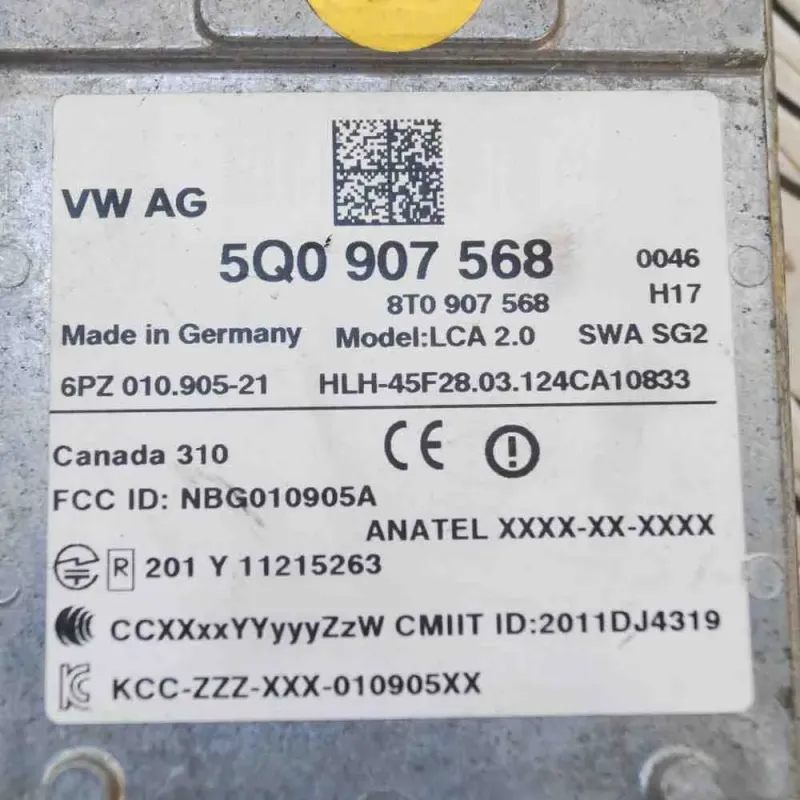 VW AG
5Q0 907 568 0046
8T0 907 568 H17
Made in Germany Model:LCA 2.0 SWA SG2
6PZ 010.905-21 HLH-45F28.03.124CA10833
Canada 310 CE
FCC ID: NBG010905A
ANATEL XXXX-XX-XXXX
R 201 Y 11215263
CCXXxxYYyyyZzW CMIIT ID:2011DJ4319
KCC-ZZZ-XXX-010905XX